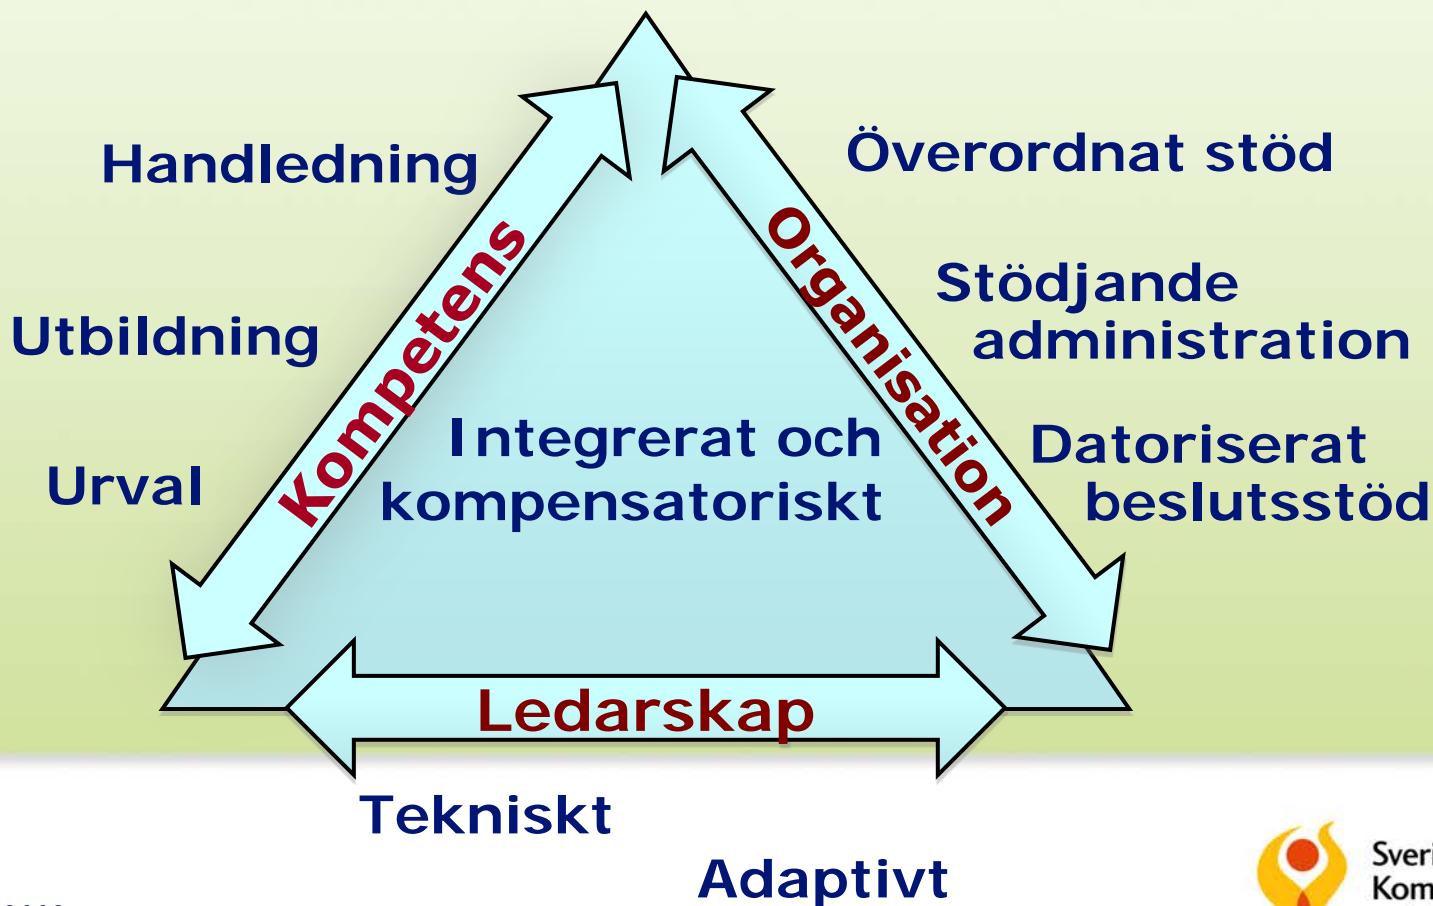 Handledning
Utbildning
Urval
Kompetens
Integrerat och
kompensatoriskt
Organisation
Överordnat stöd
Stödjande
administration
Datoriserat
beslutsstöd
Ledarskap
Tekniskt
Adaptivt